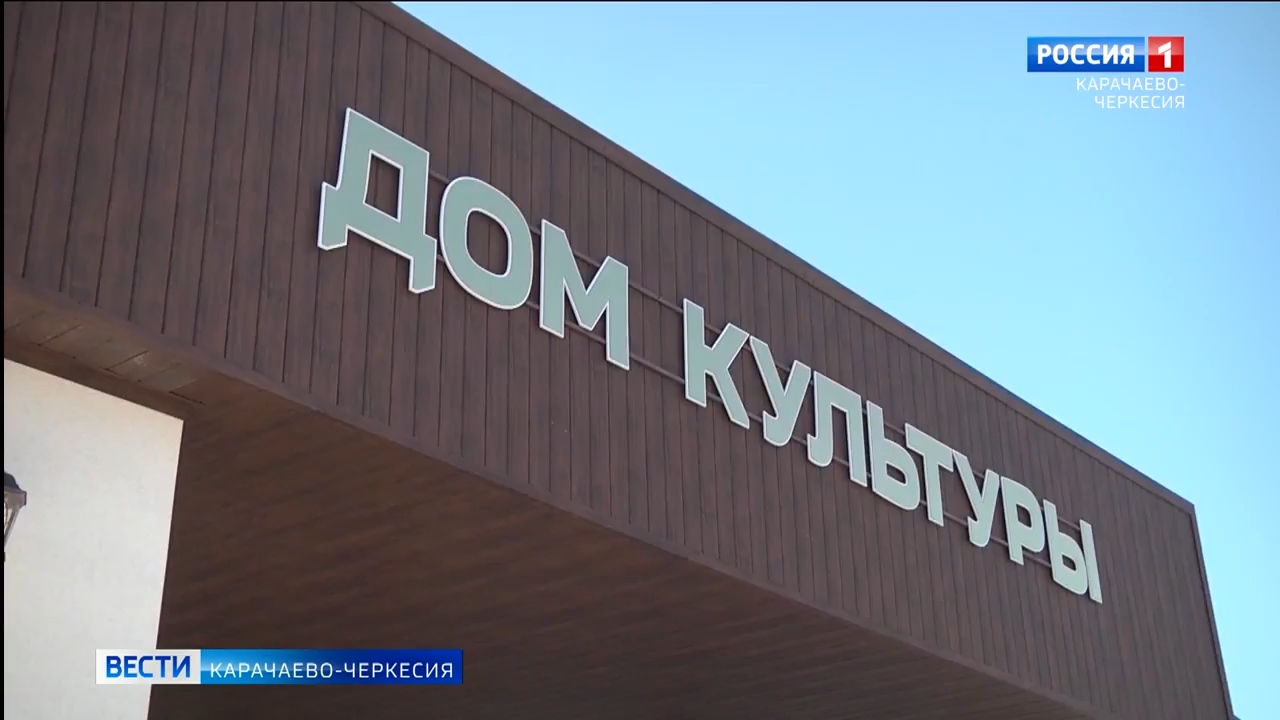 РОССИЯ 1
КАРАЧАЕВО-
ЧЕРКЕСИЯ
ДОМ КУЛЬТУРЫ
ВЕСТИ КАРАЧАЕВО-ЧЕРКЕСИЯ